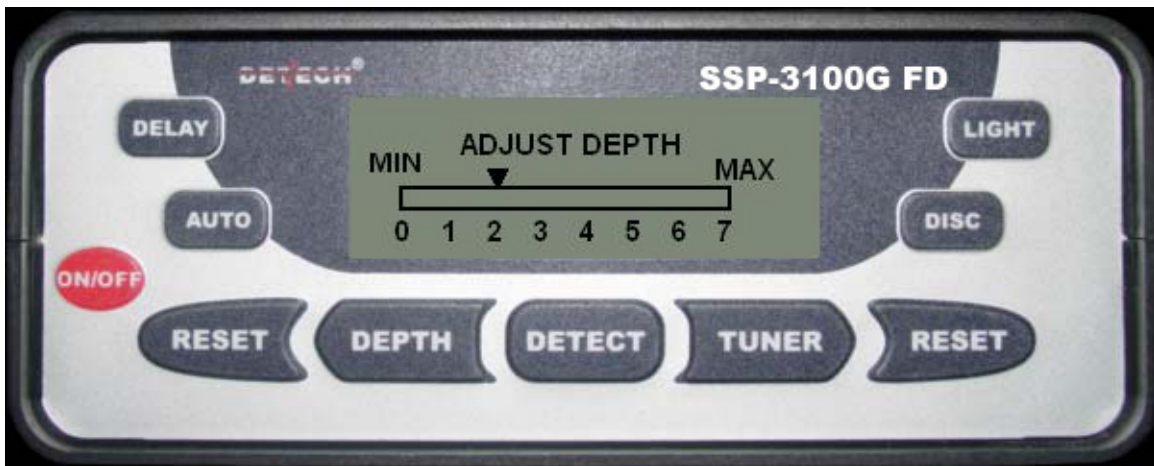 DETECH®
SSP-3100G FD
DELAY
LIGHT
ADJUST DEPTH
MIN
MAX
AUTO
0 1 2 3 4 5 6 7
DISC
ON/OFF
RESET DEPTH DETECT TUNER RESET